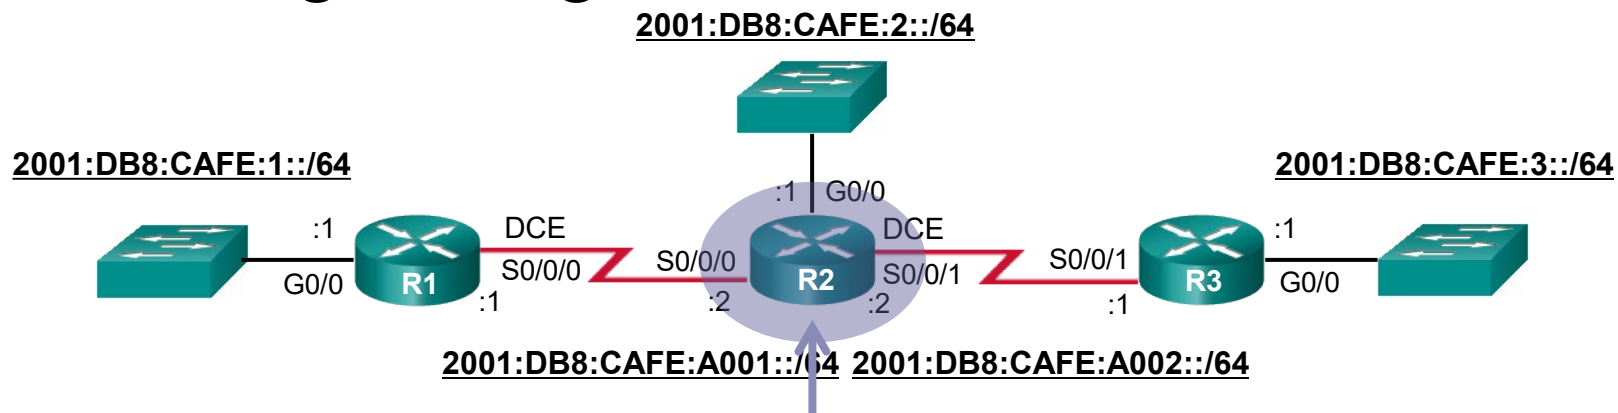 2001:DB8:CAFE:2::/64
2001:DB8:CAFE:1::/64
2001:DB8:CAFE:3::/64
:1 G0/0
:1
DCE
DCE
:1
S0/0/0
S0/0/1
G0/0
R1
S0/0/0
R2
S0/0/1
R3
G0/0
:1
:2
:2
:1
2001:DB8:CAFE:A001::/64
2001:DB8:CAFE:A002::/64